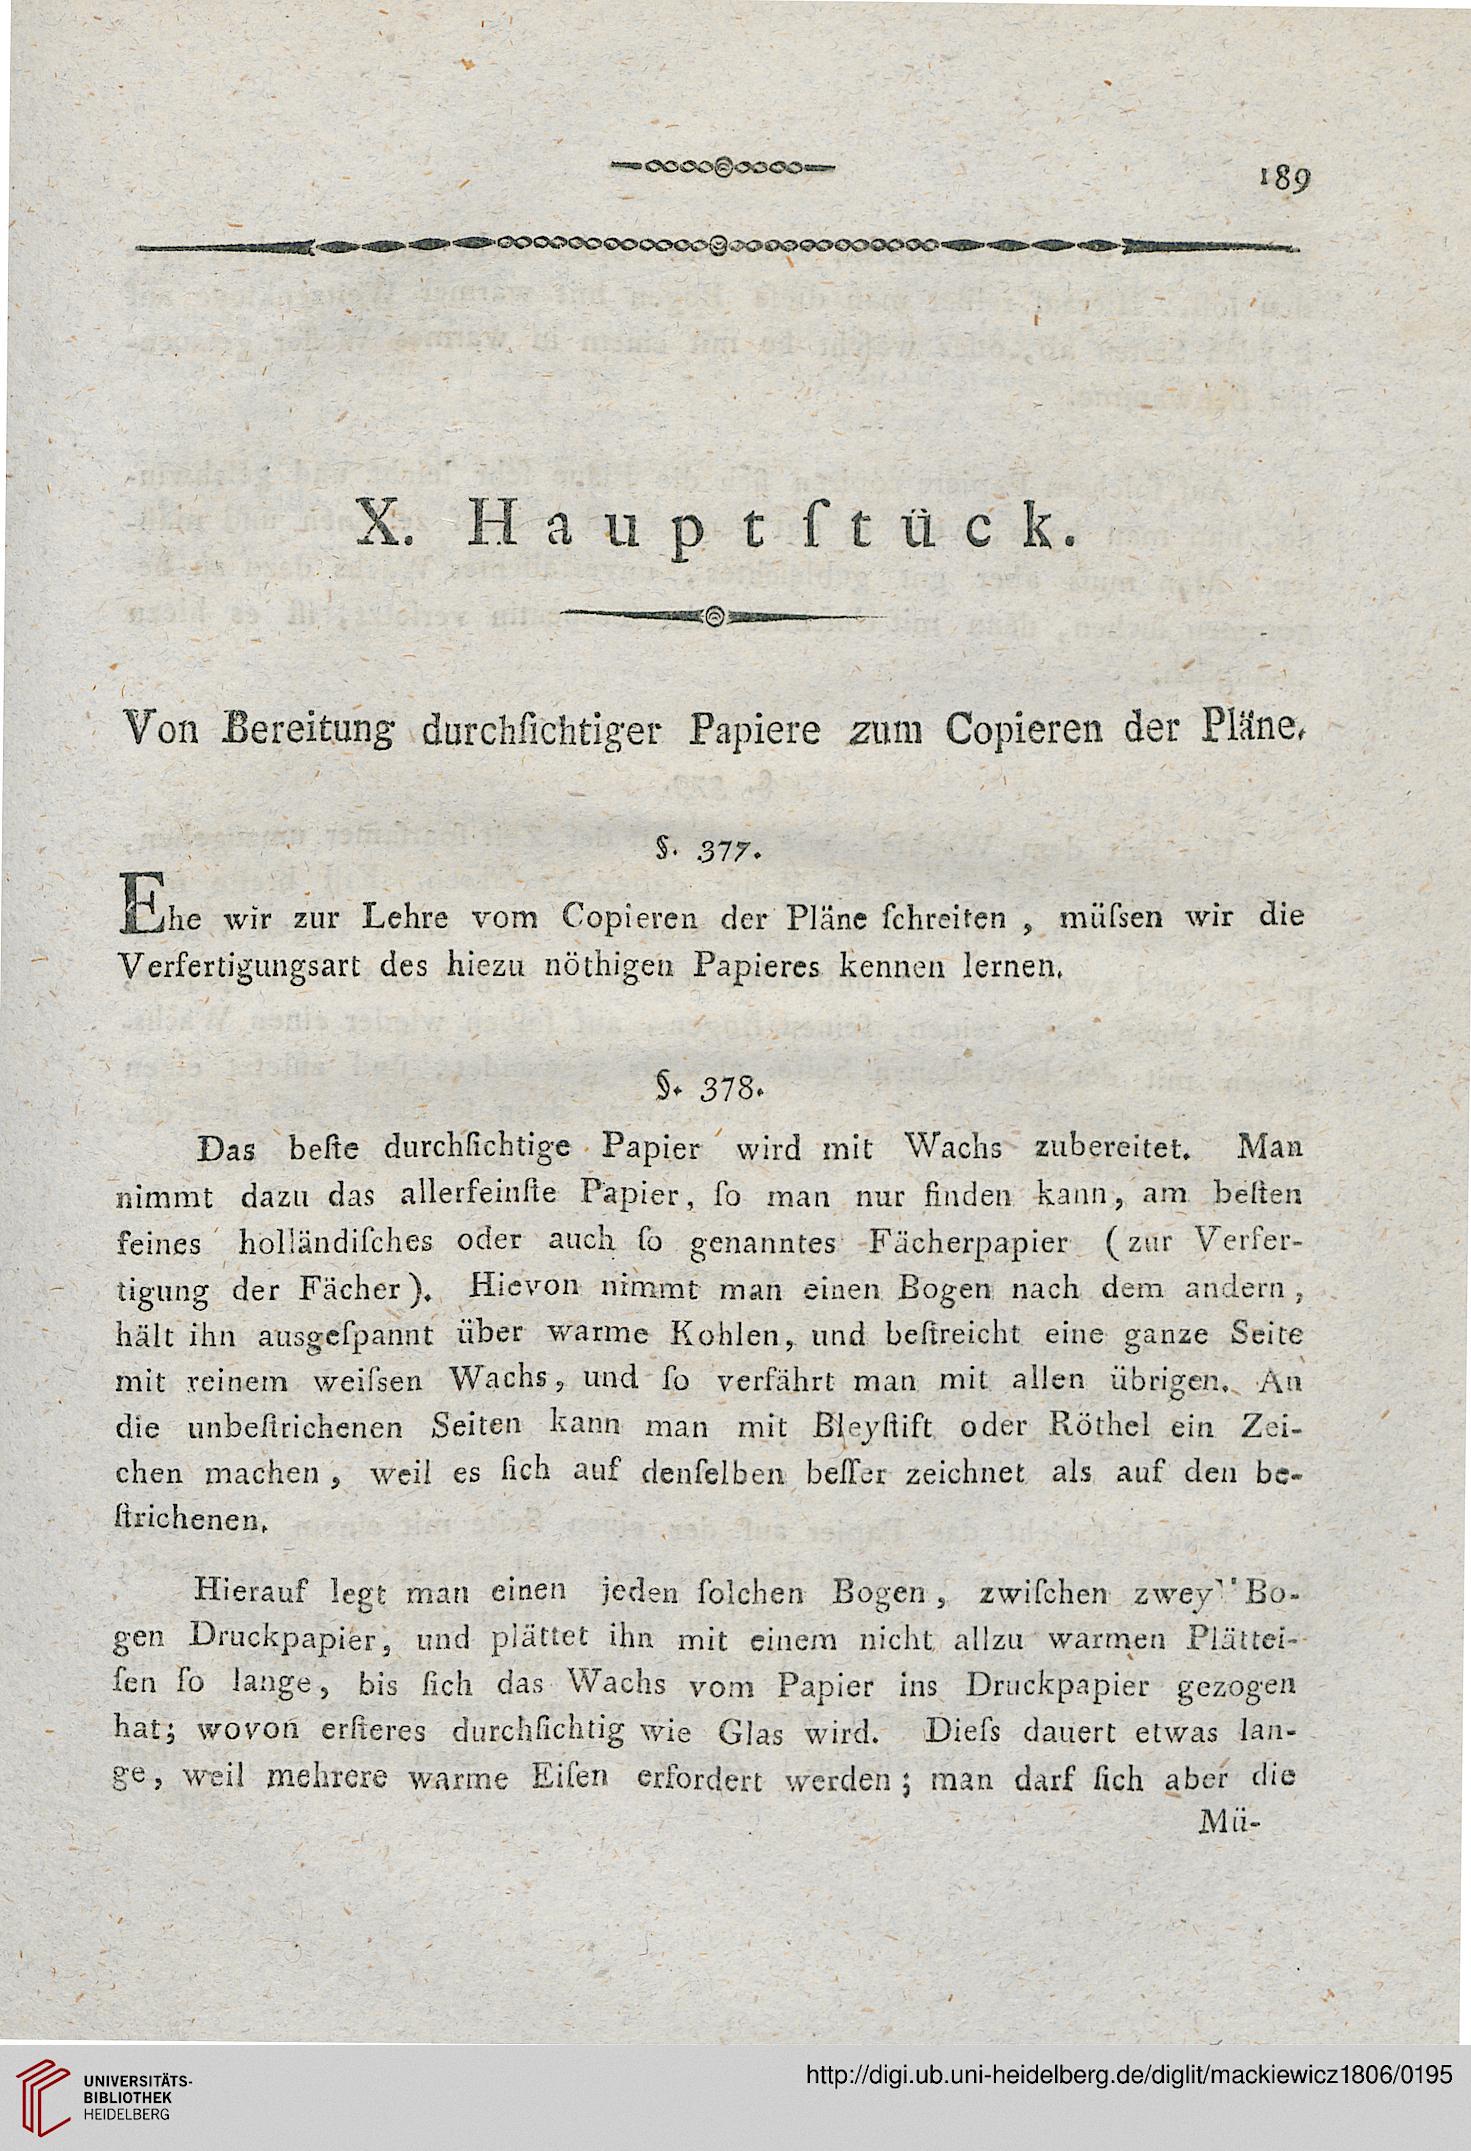 189
X. Hauptſtück.
Von Bereitung durchſichtiger Papiere zum Copieren der Pläne.
§. 377.
Ehe wir zur Lehre vom Copieren der Pläne ſchreiten, müſsen wir die
Verfertigungsart des hiezu nöthigen Papieres kennen lernen.
§. 378.
Das beſte durchſichtige Papier wird mit Wachs zubereitet. Man
nimmt dazu das allerfeinſte Papier, ſo man nur finden kann, am beſten
feines holländiſches oder auch ſo genanntes Fächerpapier (zur Verfer-
tigung der Fächer). Hievon nimmt man einen Bogen nach dem andern,
hält ihn ausgeſpannt über warme Kohlen, und beſtreicht eine ganze Seite
mit reinem weiſsen Wachs, und ſo verfährt man mit allen übrigen. An
die unbeſtrichenen Seiten kann man mit Bleyſtift oder Röthel ein Zei-
chen machen, weil es ſich auf denſelben beſſer zeichnet als auf den be-
ſtrichenen.
Hierauf legt man einen jeden ſolchen Bogen, zwiſchen zwey Bo-
gen Druckpapier, und plättet ihn mit einem nicht allzu warmen Plättei-
ſen ſo lange, bis ſich das Wachs vom Papier ins Druckpapier gezogen
hat; wovon erſteres durchſichtig wie Glas wird. Dieſs dauert etwas lan-
ge, weil mehrere warme Eiſen erfordert werden; man darf ſich aber die
Mü-
UNIVERSITÄTS-
BIBLIOTHEK
HEIDELBERG
http://digi.ub.uni-heidelberg.de/diglit/mackiewicz1806/0195